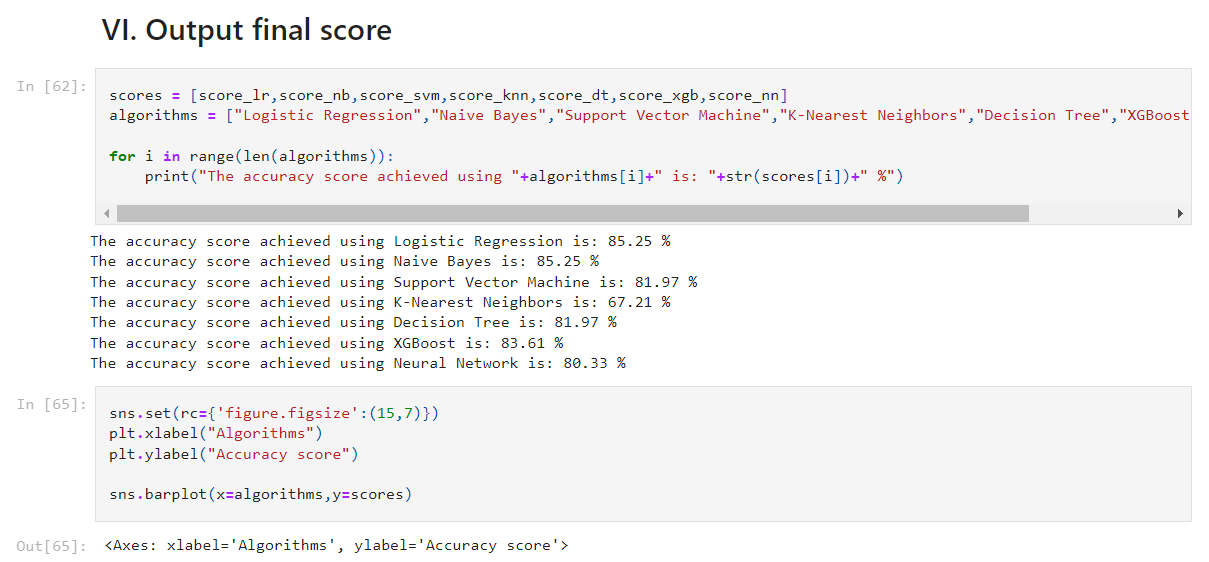 VI. Output final score
In [62]:
scores = [score_lr,score_nb,score_svm,score_knn,score_dt,score_xgb,score_nn]
algorithms = ["Logistic Regression","Naive Bayes","Support Vector Machine","K-Nearest Neighbors","Decision Tree","XGBoost
for i in range(len(algorithms)):
    print("The accuracy score achieved using "+algorithms[i]+" is: "+str(scores[i])+" %")
The accuracy score achieved using Logistic Regression is: 85.25 %
The accuracy score achieved using Naive Bayes is: 85.25 %
The accuracy score achieved using Support Vector Machine is: 81.97 %
The accuracy score achieved using K-Nearest Neighbors is: 67.21 %
The accuracy score achieved using Decision Tree is: 81.97 %
The accuracy score achieved using XGBoost is: 83.61 %
The accuracy score achieved using Neural Network is: 80.33 %
In [65]:
sns.set(rc={'figure.figsize':(15,7)})
plt.xlabel("Algorithms")
plt.ylabel("Accuracy score")
sns.barplot(x=algorithms,y=scores)
Out[65]: <Axes: xlabel='Algorithms', ylabel='Accuracy score'>